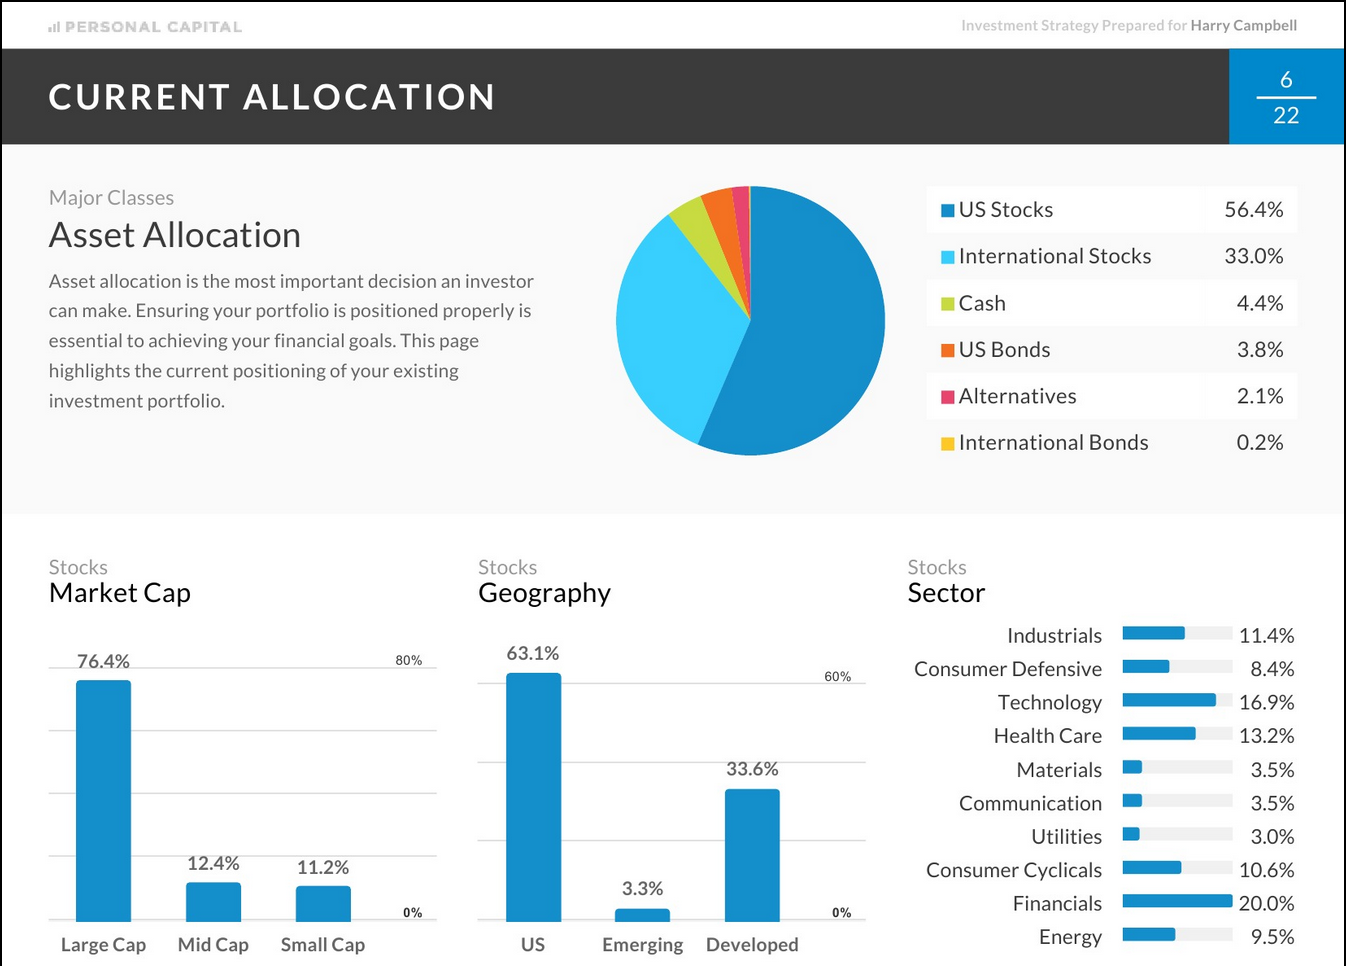 PERSONAL CAPITAL
Investment Strategy Prepared for Harry Campbell
CURRENT ALLOCATION
6
22
Major Classes
Asset Allocation
Asset allocation is the most important decision an investor
can make. Ensuring your portfolio is positioned properly is
essential to achieving your financial goals. This page
highlights the current positioning of your existing
investment portfolio.
US Stocks 56.4%
International Stocks 33.0%
Cash 4.4%
US Bonds 3.8%
Alternatives 2.1%
International Bonds 0.2%
Stocks
Market Cap
76.4%
80%
12.4%
11.2%
0%
Large Cap Mid Cap Small Cap
Stocks
Geography
63.1%
60%
33.6%
3.3%
0%
US Emerging Developed
Stocks
Sector
Industrials 11.4%
Consumer Defensive 8.4%
Technology 16.9%
Health Care 13.2%
Materials 3.5%
Communication 3.5%
Utilities 3.0%
Consumer Cyclicals 10.6%
Financials 20.0%
Energy 9.5%